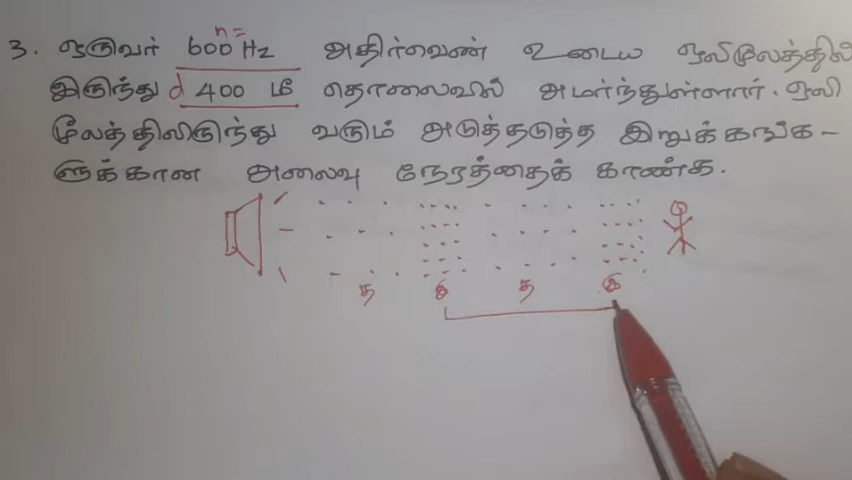 n =
3. ஒருவர் 600 Hz அதிர்வெண் உடைய ஒலிமூலத்தில்
இருந்து d 400 மீ தொலைவில் அமர்ந்துள்ளார். ஒலி
மூலத்திலிருந்து வரும் அடுத்தடுத்த இறுக்கங்க-
ளுக்கான அலைவு நேரத்தைக் காண்க.
த இ த இ